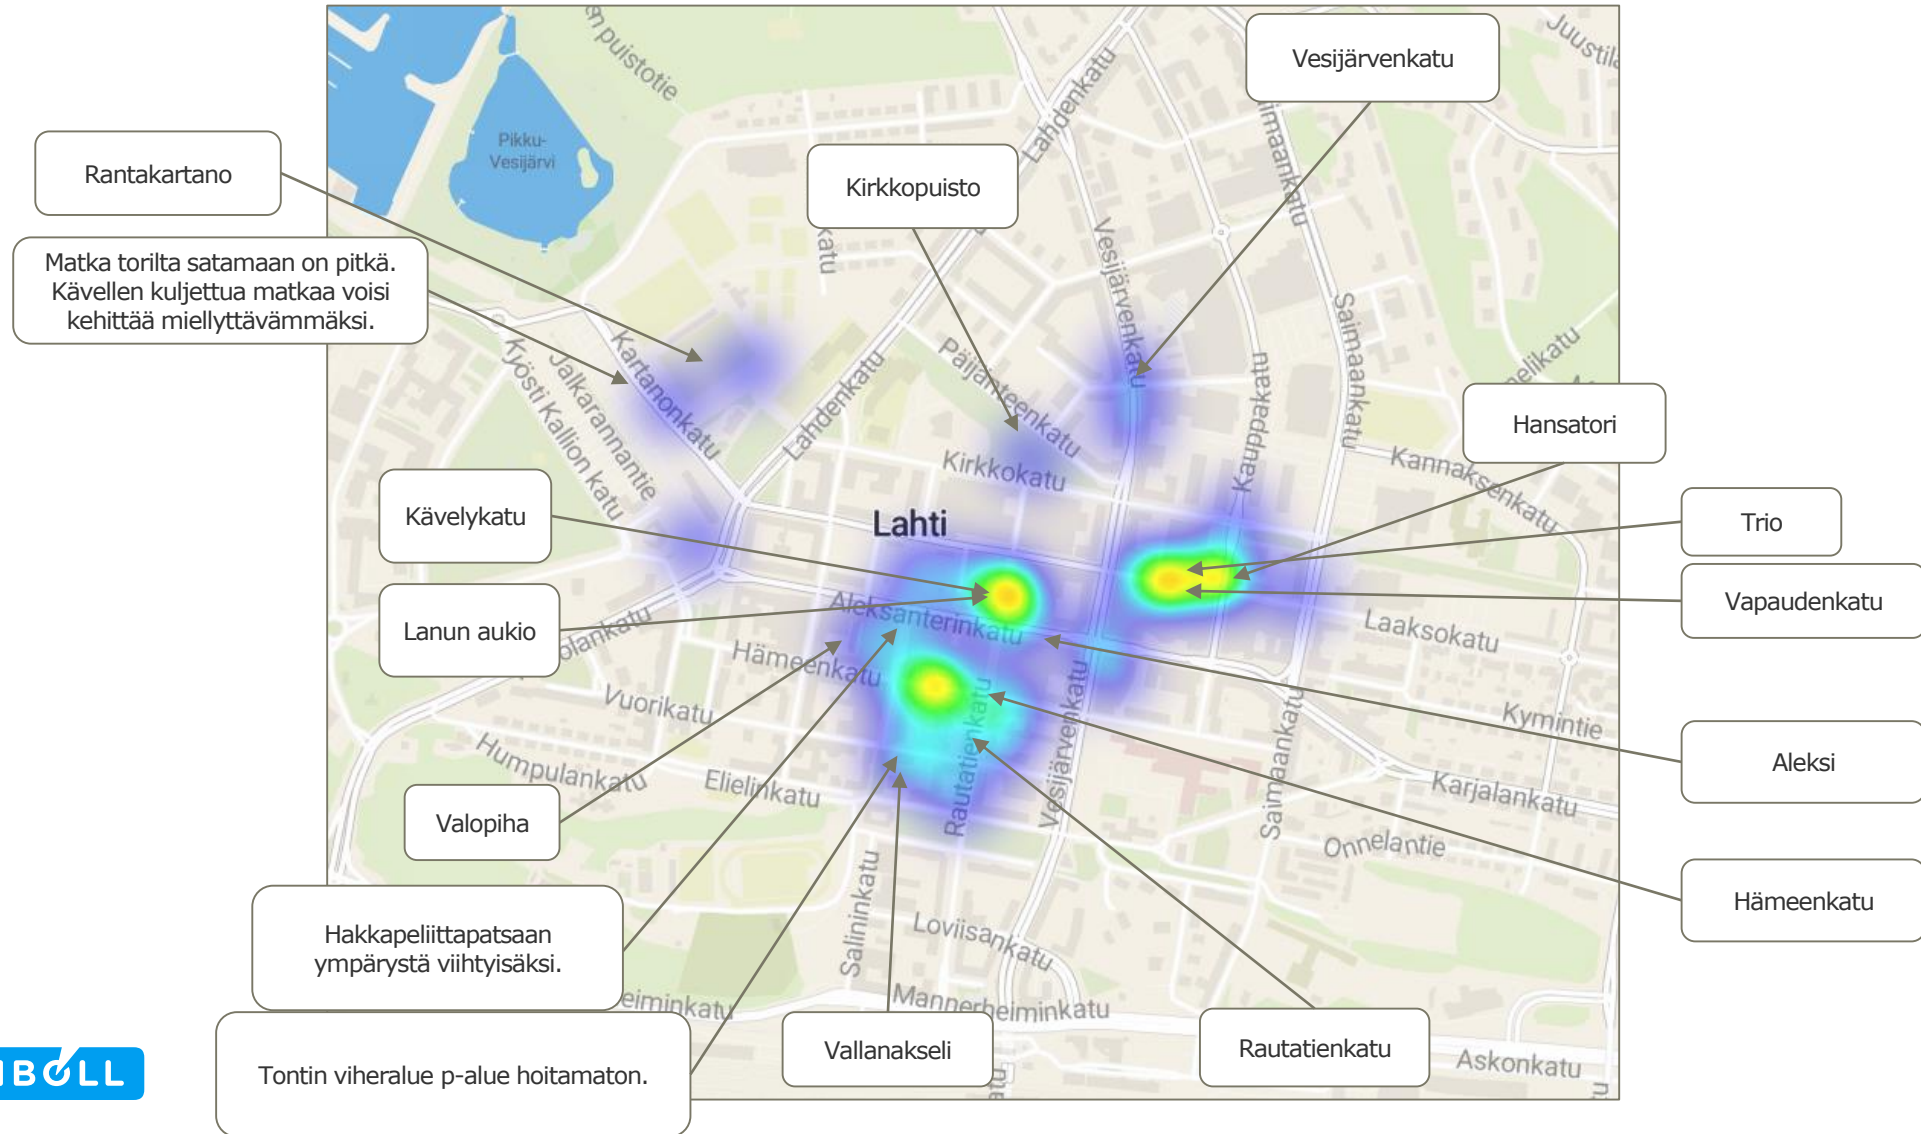 Vesijärvenkatu
Rantakartano
Kirkkopuisto
Matka torilta satamaan on pitkä.
Kävellen kuljettua matkaa voisi
kehittää miellyttävämmäksi.
Hansatori
Kävelykatu
Trio
Lanun aukio
Vapaudenkatu
Aleksi
Valopiha
Hämeenkatu
Hakkapeliittapatsaan
ympärystä viihtyisäksi.
Vallanakseli
Rautatienkatu
Tontin viheralue p-alue hoitamaton.
Pikku-
Vesijärvi
Lahdenkatu
Vesijärvenkatu
Saimaankatu
Kartanonkatu
Jalkarannantie
Kyösti Kallion katu
Lahdenkatu
Päijänteenkatu
Vesijärvenkatu
Kauppakatu
Saimaankatu
Kirkkokatu
Kannaksenkatu
Lahti
Aleksanterinkatu
Hämeenkatu
Laaksokatu
Vuorikatu
Kymintie
Humpulankatu
Elielinkatu
Rautatienkatu
Vesijärvenkatu
Saimaankatu
Karjalankatu
Onnelantie
Salininkatu
Loviisankatu
Mannerheiminkatu
Askonkatu